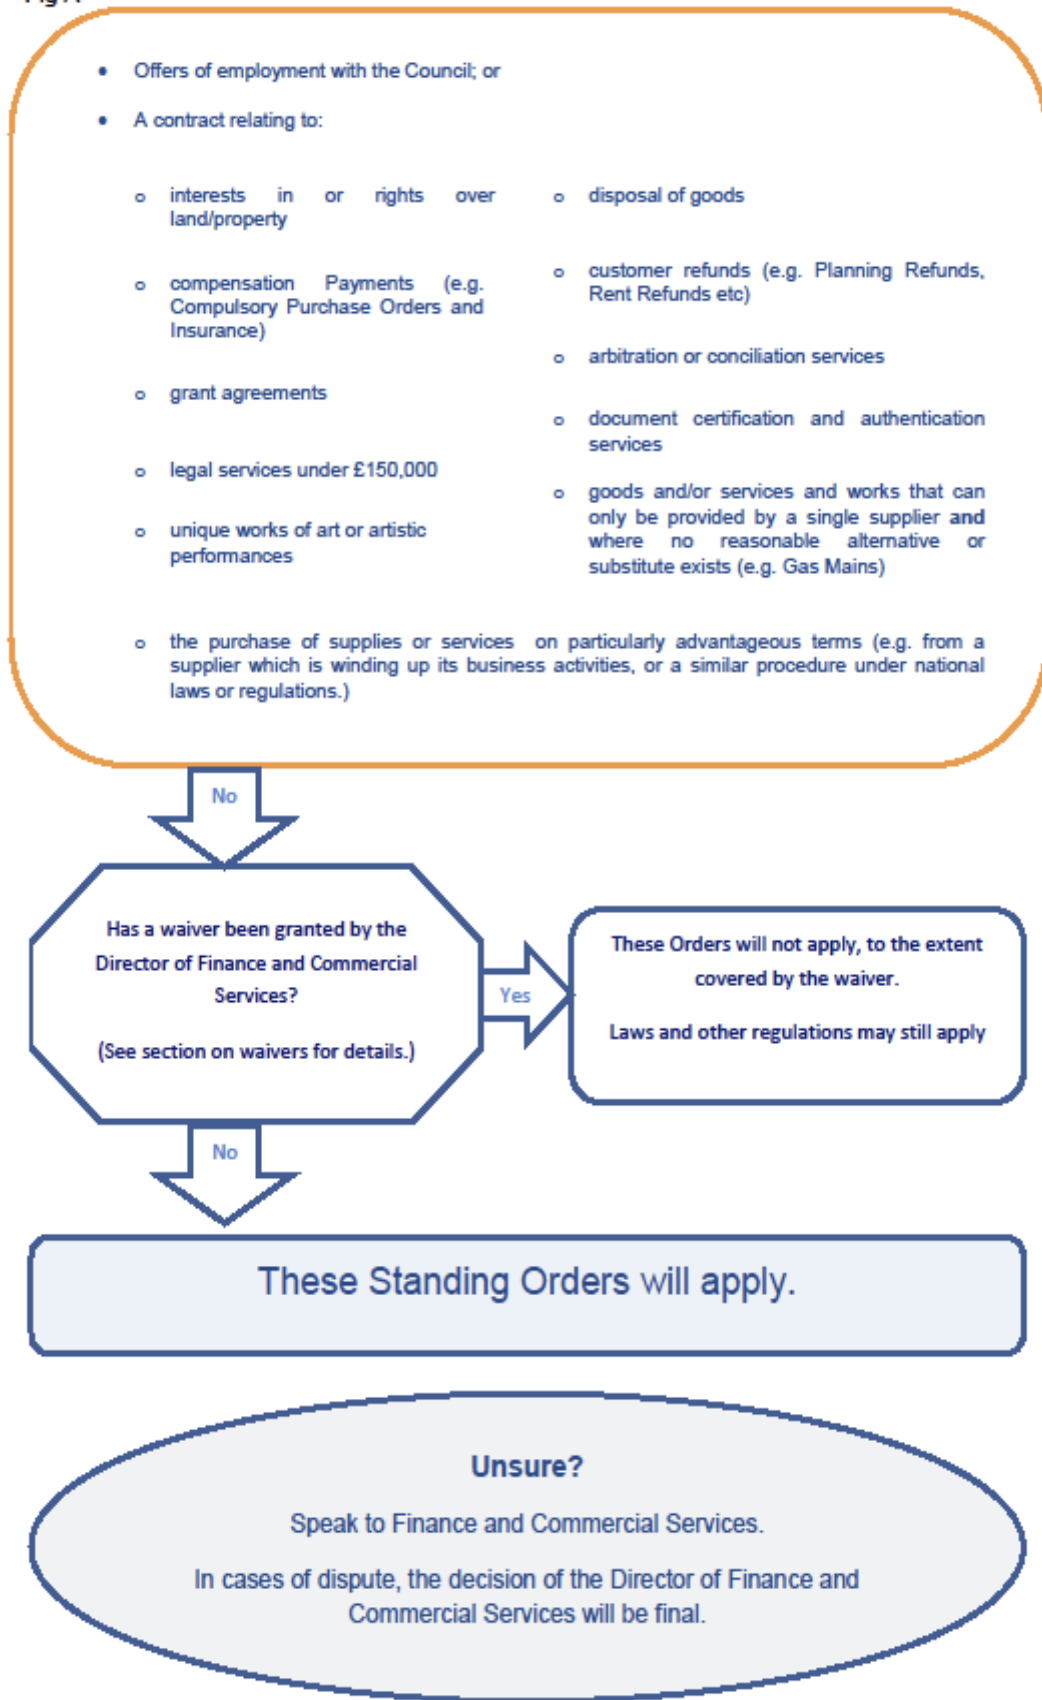 Fig A
• Offers of employment with the Council; or
• A contract relating to:
o interests in or rights over
land/property
o compensation Payments (e.g.
Compulsory Purchase Orders and
Insurance)
o grant agreements
o legal services under £150,000
o unique works of art or artistic
performances
o disposal of goods
o customer refunds (e.g. Planning Refunds,
Rent Refunds etc)
o arbitration or conciliation services
o document certification and authentication
services
o goods and/or services and works that can
only be provided by a single supplier and
where no reasonable alternative or
substitute exists (e.g. Gas Mains)
o the purchase of supplies or services on particularly advantageous terms (e.g. from a
supplier which is winding up its business activities, or a similar procedure under national
laws or regulations.)
No
Has a waiver been granted by the
Director of Finance and Commercial
Services?
(See section on waivers for details.)
Yes
These Orders will not apply, to the extent
covered by the waiver.
Laws and other regulations may still apply
No
These Standing Orders will apply.
Unsure?
Speak to Finance and Commercial Services.
In cases of dispute, the decision of the Director of Finance and
Commercial Services will be final.